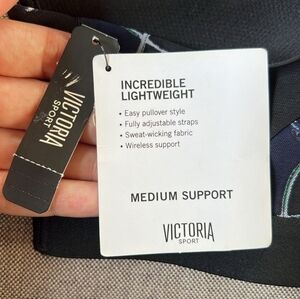 VICTORIA
SPORT
INCREDIBLE
LIGHTWEIGHT
• Easy pullover style
• Fully adjustable straps
• Sweat-wicking fabric
• Wireless support
MEDIUM SUPPORT
VICTORIA
SPORT